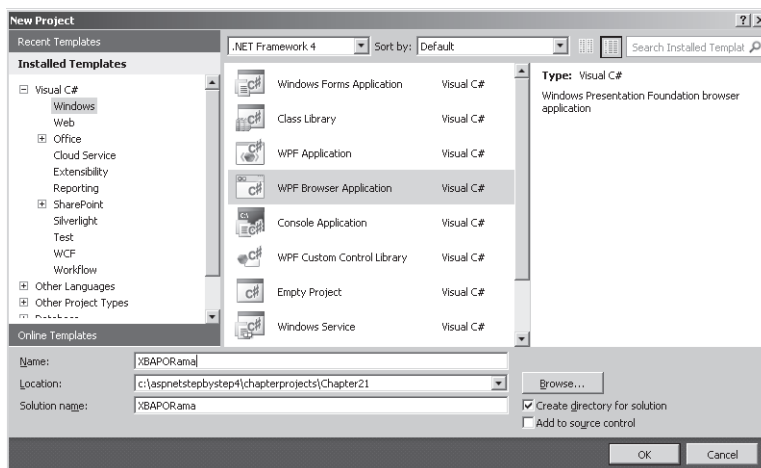 New Project
Recent Templates
Installed Templates
Visual C#
Windows
Web
Office
Cloud Service
Extensibility
Reporting
SharePoint
Silverlight
Test
WCF
Workflow
Other Languages
Other Project Types
Database
Online Templates
.NET Framework 4
Sort by: Default
Search Installed Templat
Windows Forms Application Visual C#
Class Library Visual C#
WPF Application Visual C#
WPF Browser Application Visual C#
Console Application Visual C#
WPF Custom Control Library Visual C#
Empty Project Visual C#
Windows Service Visual C#
Type: Visual C#
Windows Presentation Foundation browser
application
Name: XBAPORama
Location: c:\aspnetstepbystep4\chapterprojects\Chapter21
Browse...
Solution name: XBAPORama
Create directory for solution
Add to source control
OK
Cancel